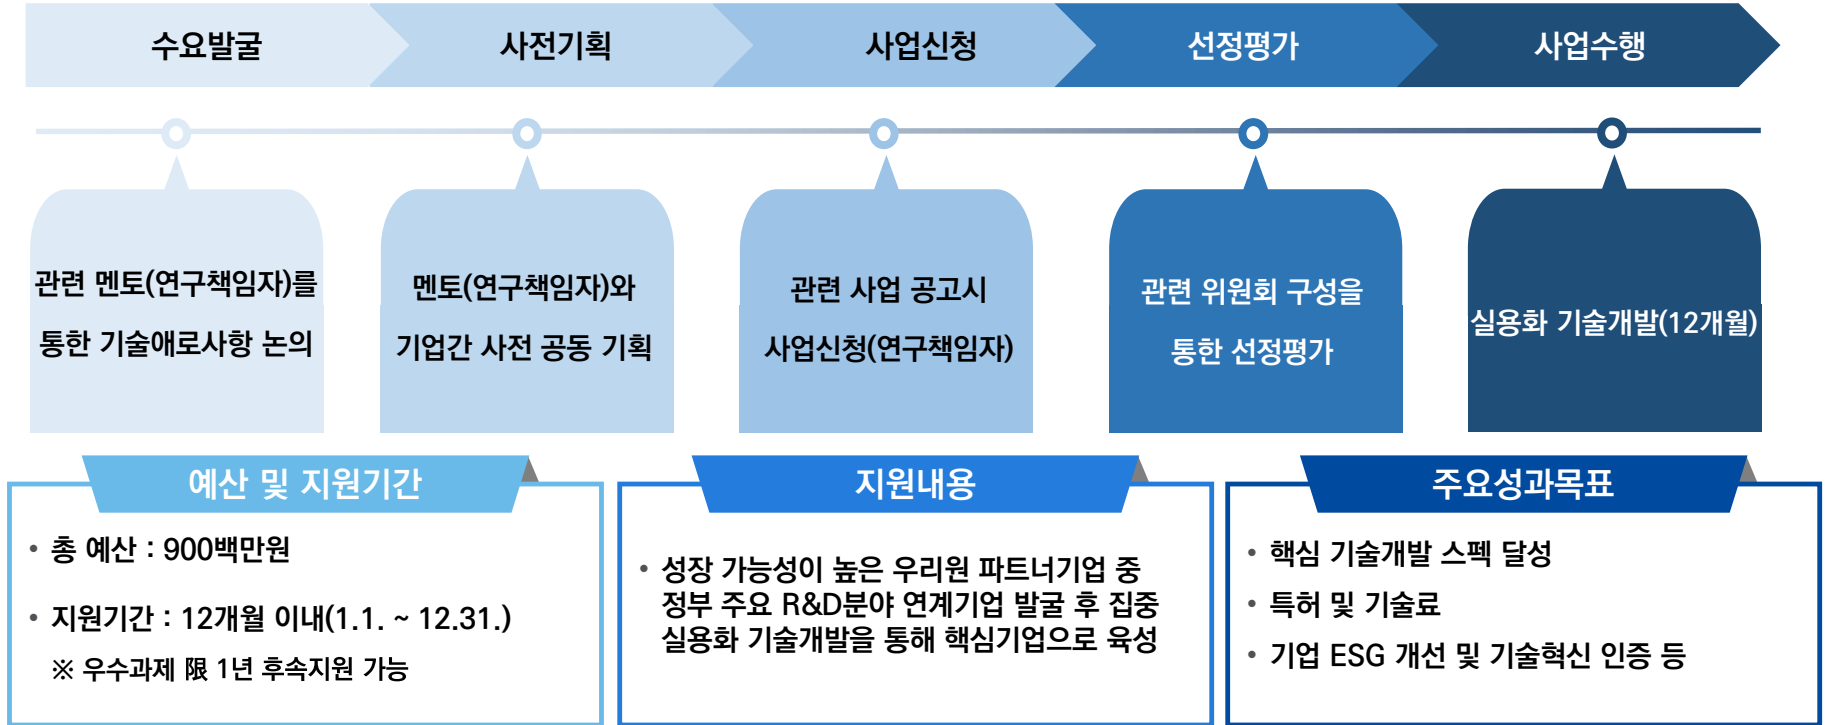 수요발굴
사전기획
사업신청
선정평가
사업수행
관련 멘토(연구책임자)를
통한 기술애로사항 논의
멘토(연구책임자)와
기업간 사전 공동 기획
관련 사업 공고시
사업신청(연구책임자)
관련 위원회 구성을
통한 선정평가
실용화 기술개발(12개월)
예산 및 지원기간
• 총 예산 : 900백만원
• 지원기간 : 12개월 이내(1.1. ~ 12.31.)
※ 우수과제 限 1년 후속지원 가능
지원내용
• 성장 가능성이 높은 우리원 파트너기업 중
정부 주요 R&D분야 연계기업 발굴 후 집중
실용화 기술개발을 통해 핵심기업으로 육성
주요성과목표
• 핵심 기술개발 스펙 달성
• 특허 및 기술료
• 기업 ESG 개선 및 기술혁신 인증 등